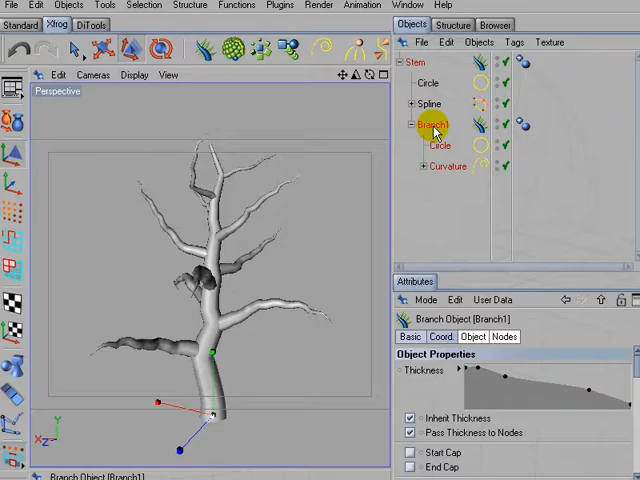 File Edit Objects Tools Selection Structure Functions Plugins Render Animation Window Help
Standard Xfrog DiTools
Objects Structure Browser
File Edit Objects Tags Texture
Edit Cameras Display View
Perspective
Stem
Circle
Spline
Branch1
Circle
Curvature
Y
X Z
Attributes
Mode Edit User Data
Branch Object [Branch1]
Basic Coord. Object Nodes
Object Properties
Thickness
Inherit Thickness
Pass Thickness to Nodes
Start Cap
End Cap
Branch Object [Branch1]